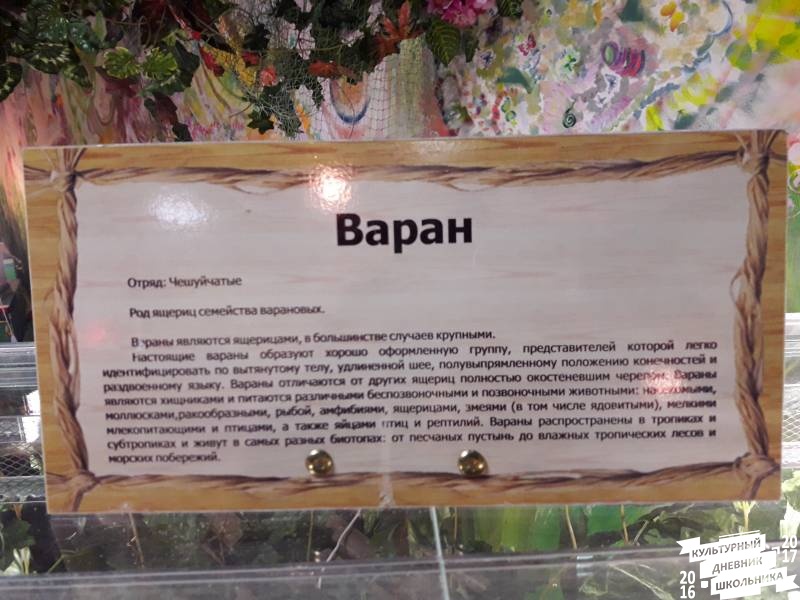 Варан
Отряд: Чешуйчатые
Род ящериц семейства варановых.
Вараны являются ящерицами, в большинстве случаев крупными.
Настоящие вараны образуют хорошо оформленную группу, представителей которой легко
идентифицировать по вытянутому телу, удлиненной шее, полувыпрямленному положению конечностей и
раздвоенному языку. Вараны отличаются от других ящериц полностью окостеневшим черепом. Вараны
являются хищниками и питаются различными беспозвоночными и позвоночными животными: насекомыми,
моллюсками,ракообразными, рыбой, амфибиями, ящерицами, змеями (в том числе ядовитыми), мелкими
млекопитающими и птицами, а также яйцами птиц и рептилий. Вараны распространены в тропиках и
субтропиках и живут в самых разных биотопах: от песчаных пустынь до влажных тропических лесов и
морских побережий.
КУЛЬТУРНЫЙ
ДНЕВНИК
ШКОЛЬНИКА
2016
2017